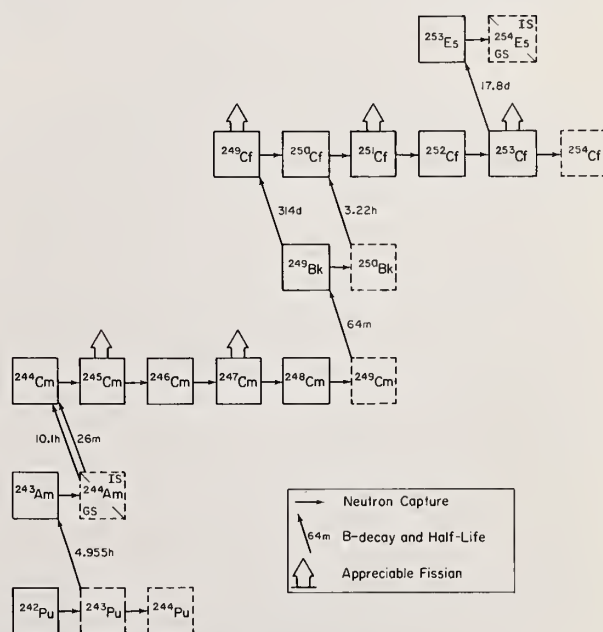 ²⁵³Es
IS
²⁵⁴Es
GS
17.8d
²⁴⁹Cf
²⁵⁰Cf
²⁵¹Cf
²⁵²Cf
²⁵³Cf
²⁵⁴Cf
314d
3.22h
²⁴⁹Bk
²⁵⁰Bk
64m
²⁴⁴Cm
²⁴⁵Cm
²⁴⁶Cm
²⁴⁷Cm
²⁴⁸Cm
²⁴⁹Cm
10.1h
26m
²⁴³Am
IS
²⁴⁴Am
GS
4.955h
²⁴²Pu
²⁴³Pu
²⁴⁴Pu
Neutron Capture
64m B-decay and Half-Life
Appreciable Fissian